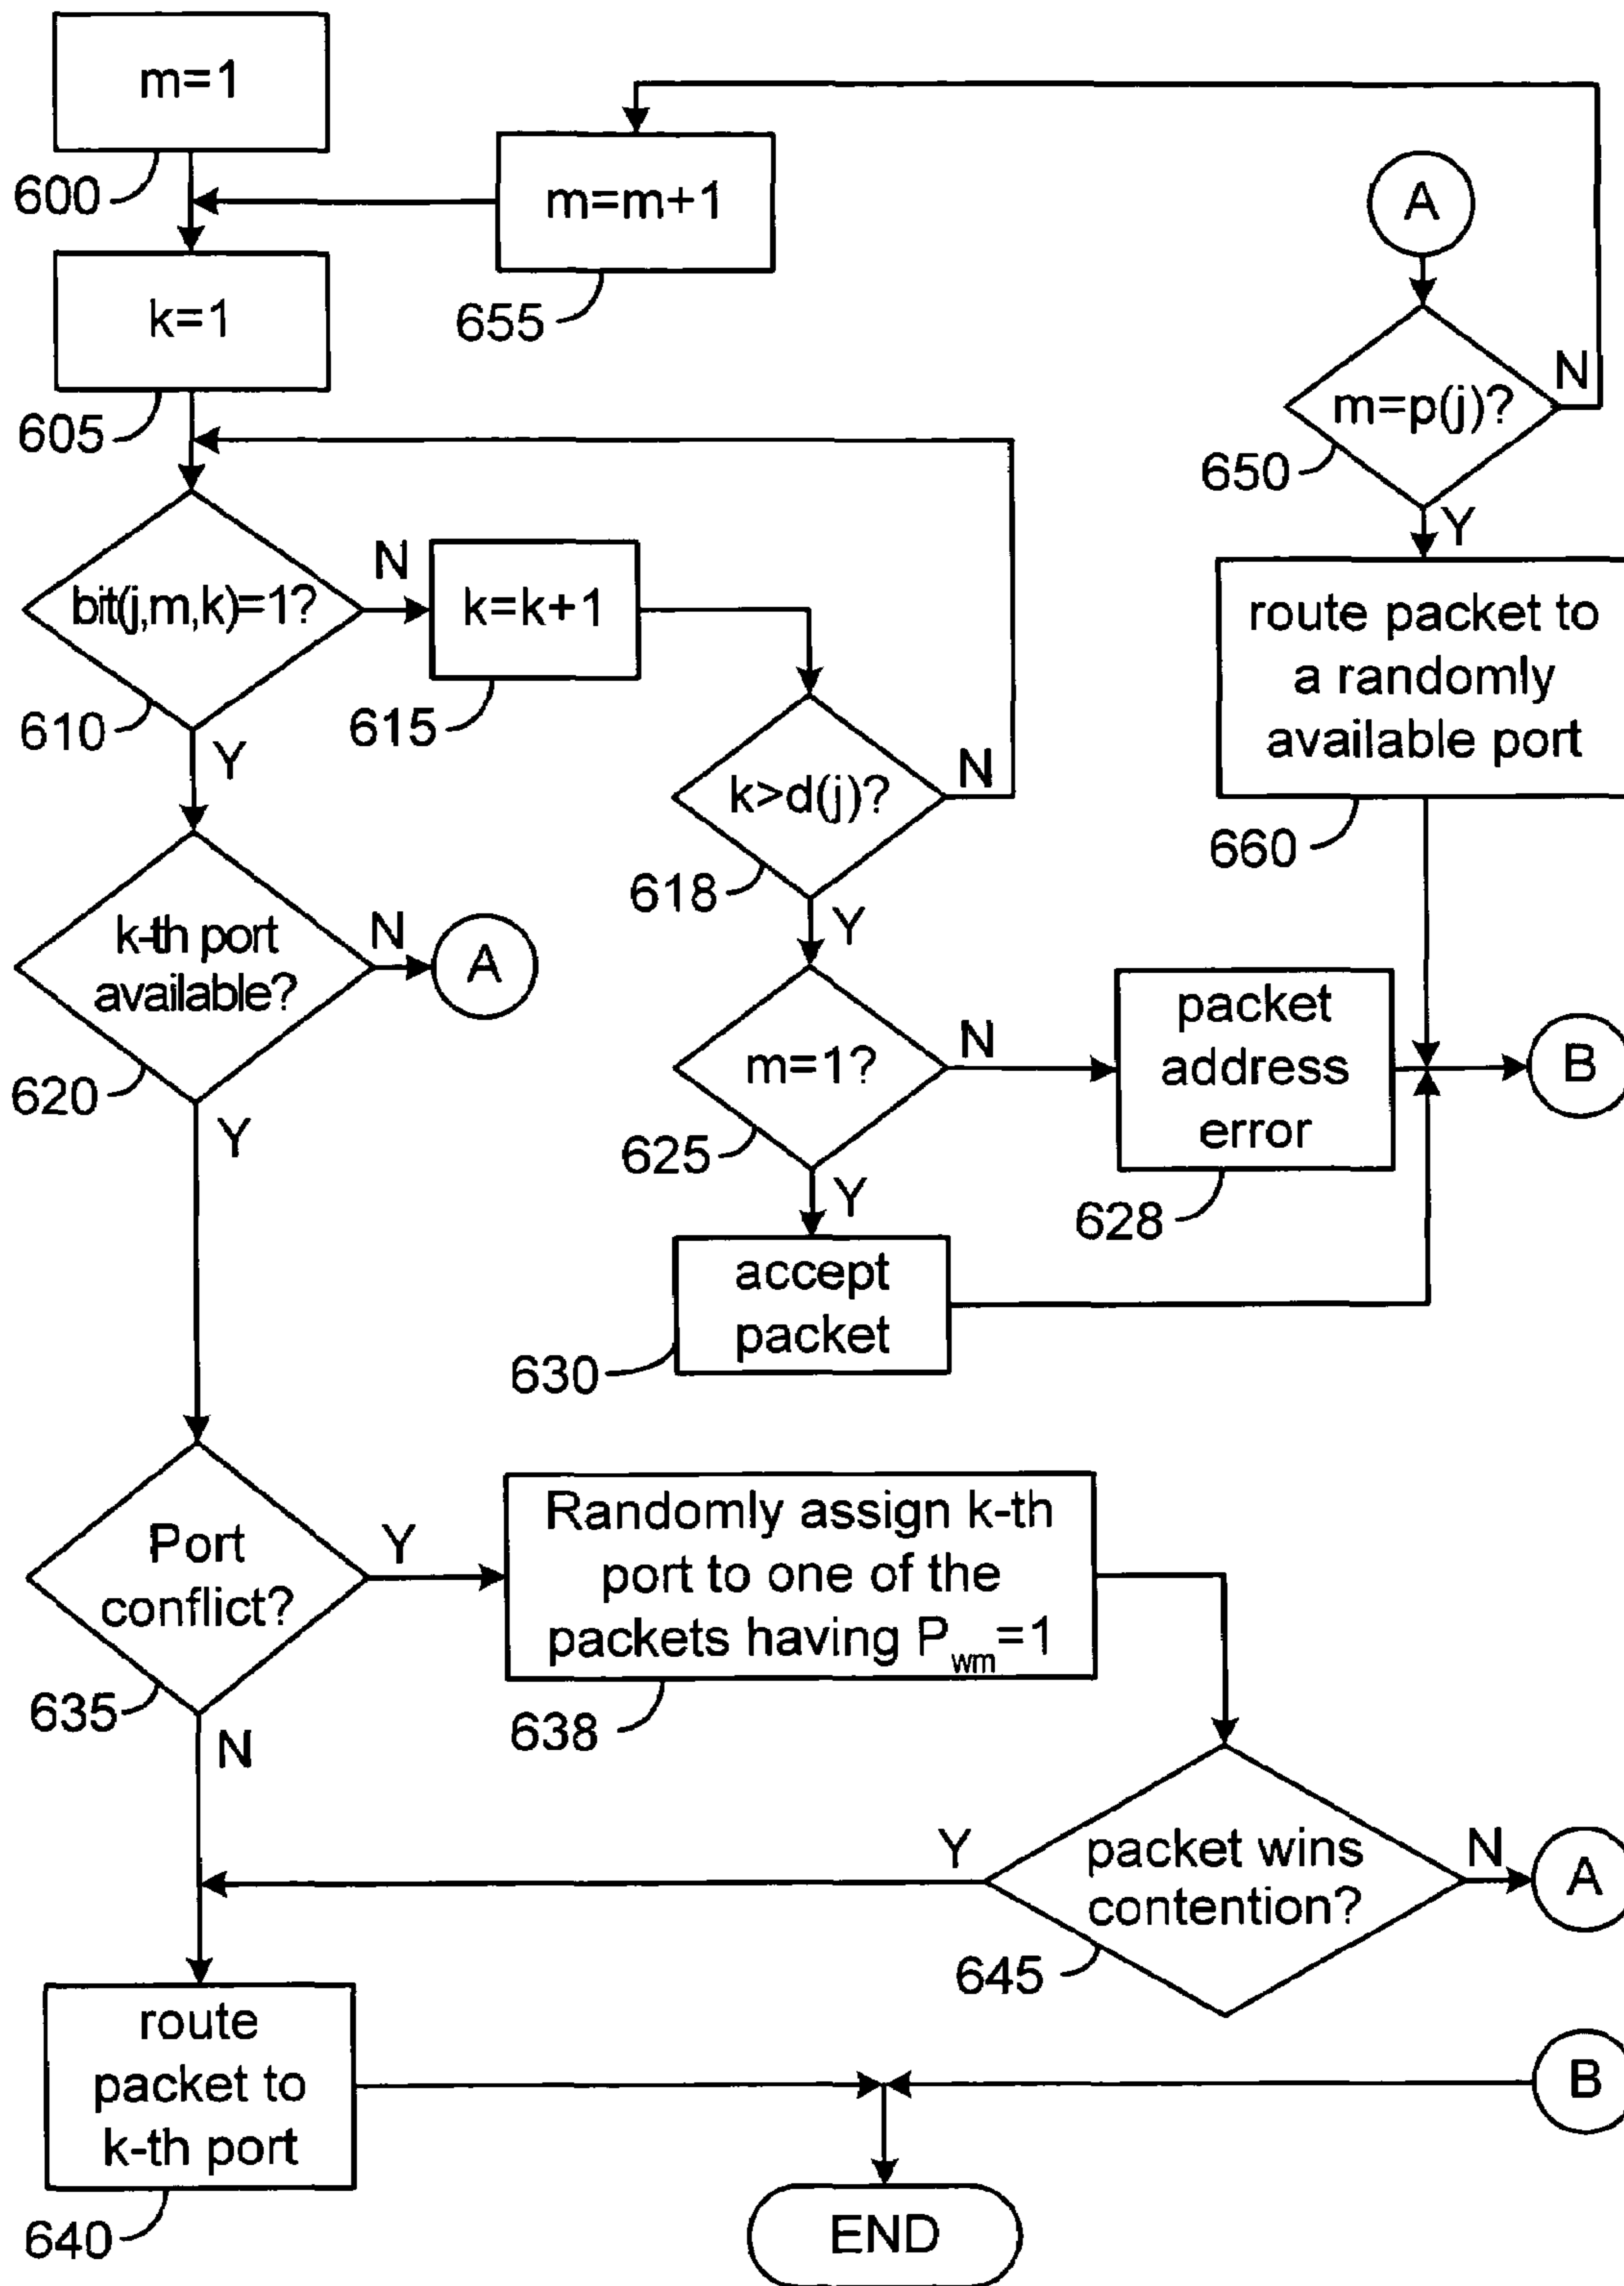 m=1
600
m=m+1
655
A
k=1
605
m=p(j)?
N
650
Y
bit(j,m,k)=1?
N
610
Y
k=k+1
615
k>d(j)?
N
618
Y
route packet to
a randomly
available port
660
k-th port
available?
N
A
620
Y
m=1?
N
625
Y
packet
address
error
628
B
accept
packet
630
Port
conflict?
Y
635
N
Randomly assign k-th
port to one of the
packets having Pwm=1
638
packet wins
contention?
Y
N
A
645
route
packet to
k-th port
640
B
END